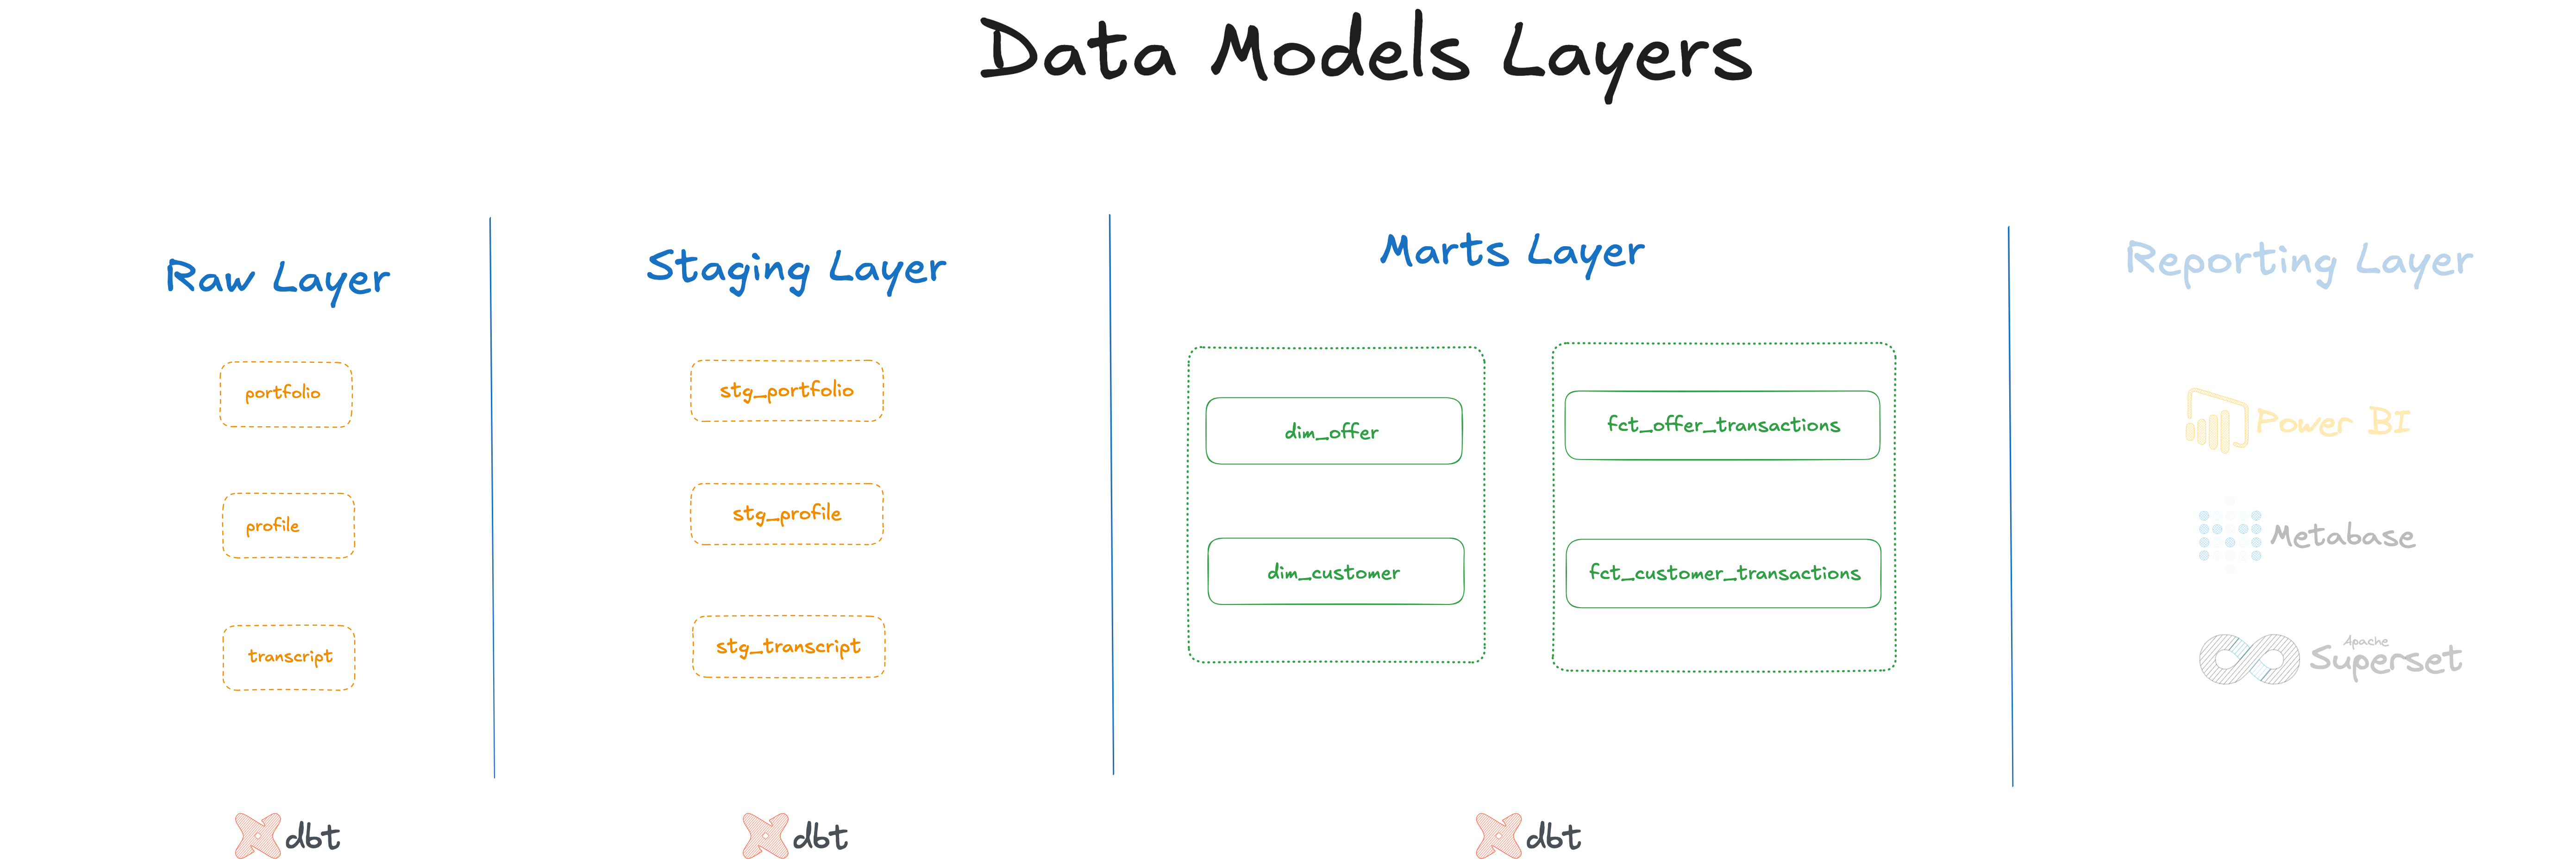 Data Models Layers
Raw Layer
portfolio
profile
transcript
dbt
Staging Layer
stg_portfolio
stg_profile
stg_transcript
dbt
Marts Layer
dim_offer
dim_customer
fct_offer_transactions
fct_customer_transactions
dbt
Reporting Layer
Power BI
Metabase
Apache
Superset